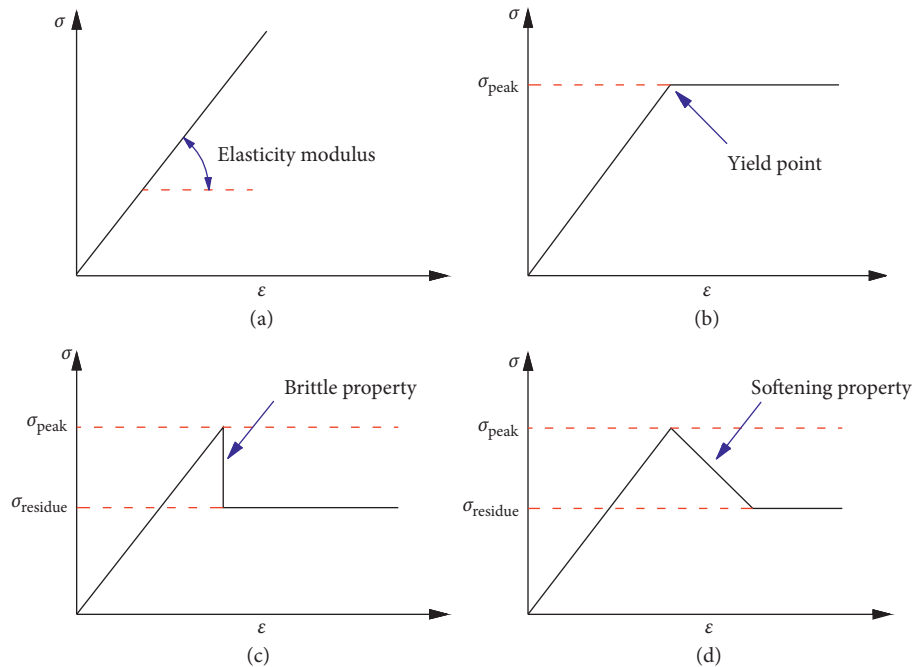 σ
Elasticity modulus
ε
(a)
σ
σpeak
Yield point
ε
(b)
σ
Brittle property
σpeak
σresidue
ε
(c)
σ
Softening property
σpeak
σresidue
ε
(d)